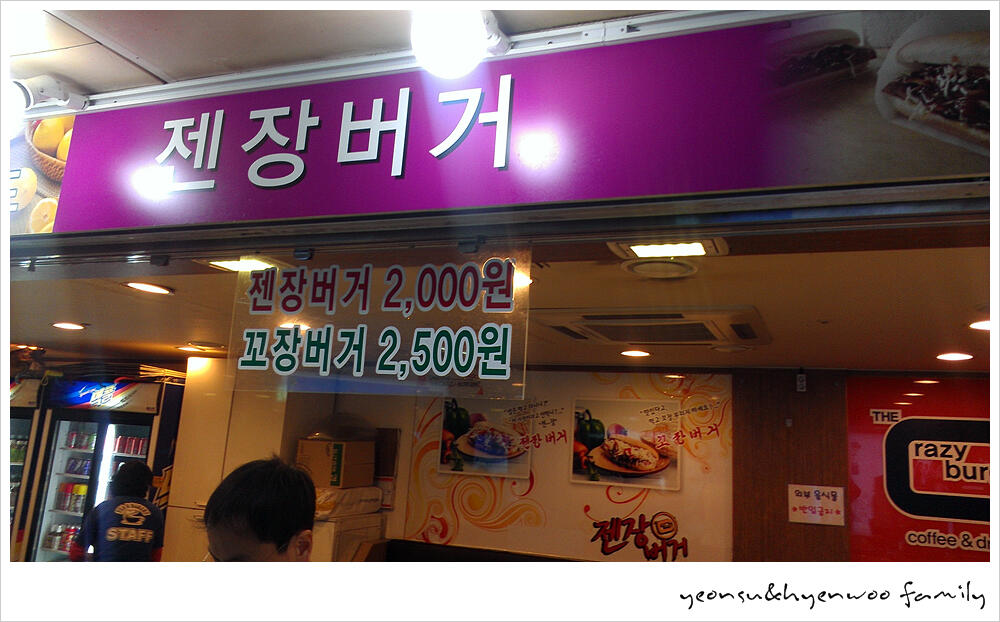 젠장버거
젠장버거 2,000원
꼬장버거 2,500원
젠장버거
꼬장버거
젠장
버거
외부 음식물
*반입금지*
THE
razy
bur
coffee & d
STAFF
yeonsu&hyenwoo family